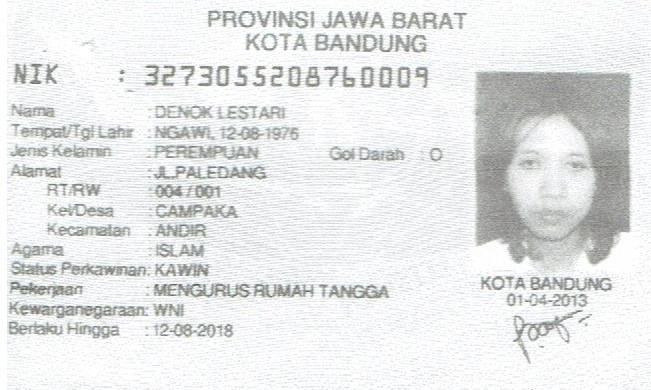 PROVINSI JAWA BARAT
KOTA BANDUNG
NIK : 3273055208760009
Nama : DENOK LESTARI
Tempat/Tgl Lahir : NGAWI, 12-08-1976
Jenis Kelamin : PEREMPUAN Gol Darah : O
Alamat : JL.PALEDANG
RT/RW : 004 / 001
Kel/Desa : CAMPAKA
Kecamatan : ANDIR
Agama : ISLAM
Status Perkawinan: KAWIN
Pekerjaan : MENGURUS RUMAH TANGGA
Kewarganegaraan: WNI
Berlaku Hingga : 12-08-2018
KOTA BANDUNG
01-04-2013